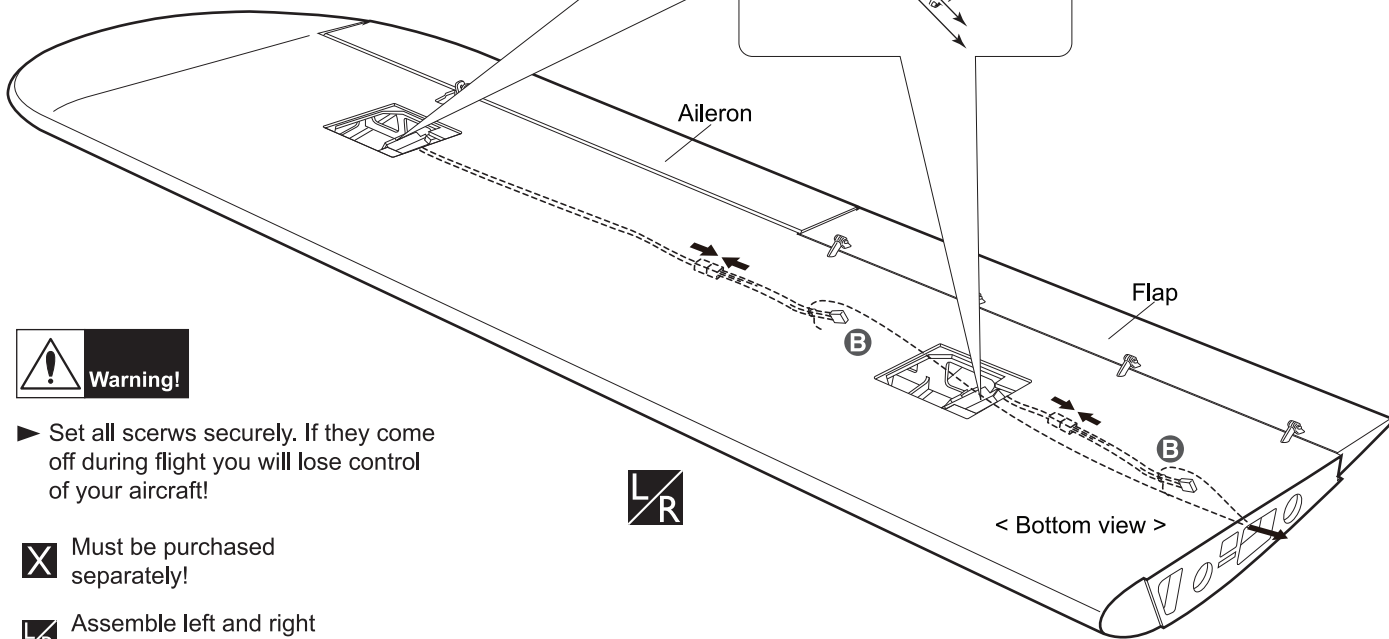 Aileron
Flap
B
B
Warning!
► Set all scerws securely. If they come
off during flight you will lose control
of your aircraft!
L/R
< Bottom view >
X Must be purchased
separately!
L/R Assemble left and right